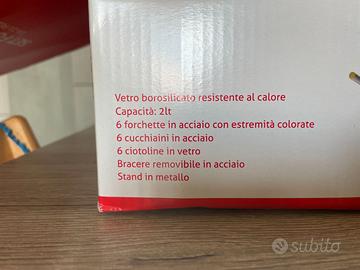 Vetro borosilicato resistente al calore
Capacità: 2lt
6 forchette in acciaio con estremità colorate
6 cucchiaini in acciaio
6 ciotoline in vetro
Bracere removibile in acciaio
Stand in metallo
subito